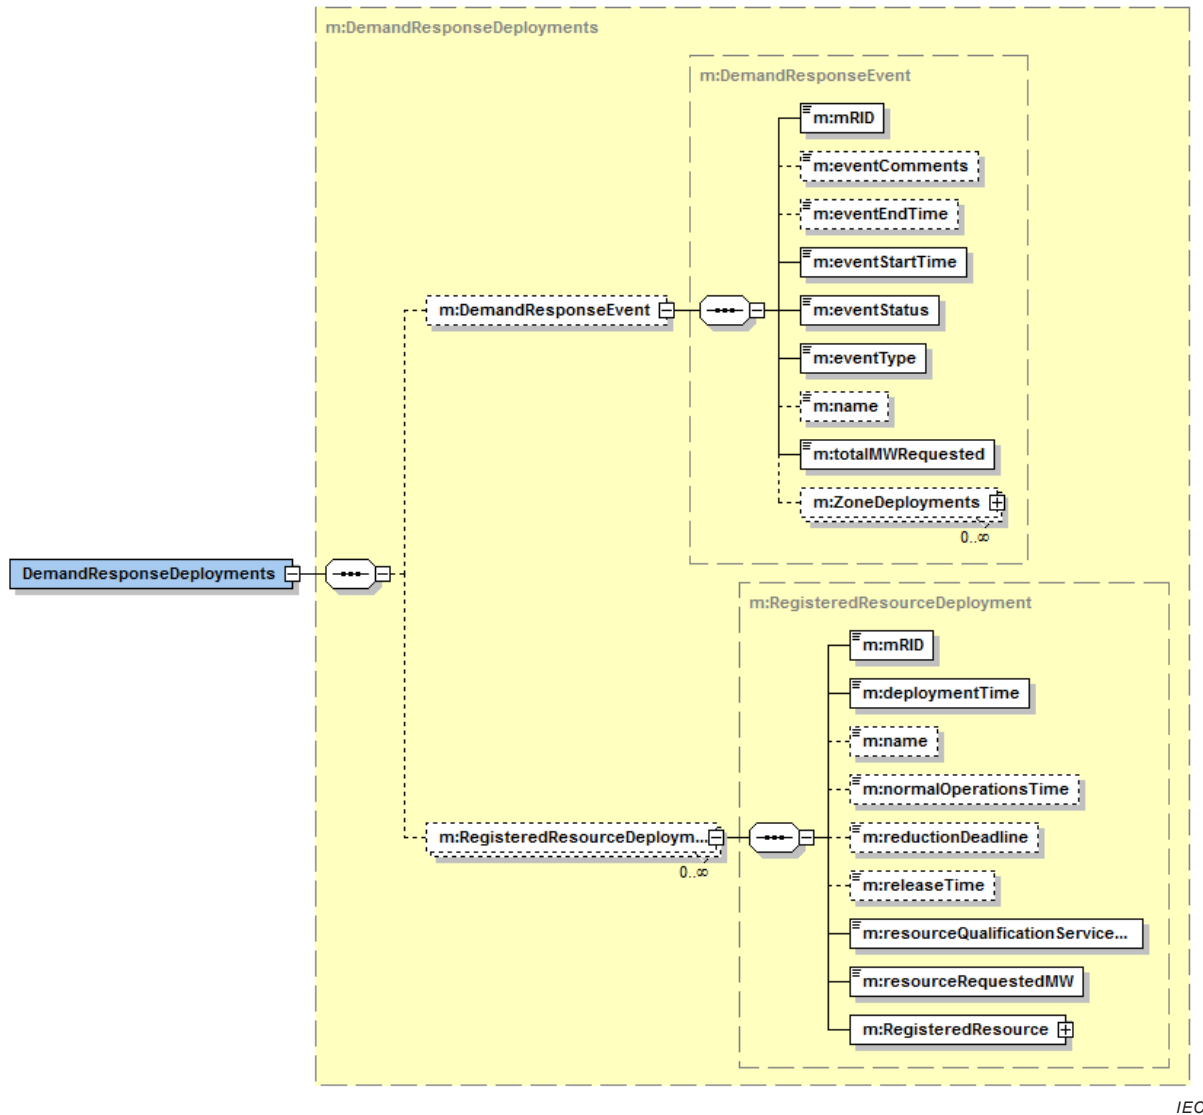 m:DemandResponseDeployments
m:DemandResponseEvent
m:mRID
m:eventComments
m:eventEndTime
m:eventStartTime
m:DemandResponseEvent
m:eventStatus
m:eventType
m:name
m:totalMWRequested
m:ZoneDeployments
0..∞
DemandResponseDeployments
m:RegisteredResourceDeployment
m:mRID
m:deploymentTime
m:name
m:normalOperationsTime
m:RegisteredResourceDeploym...
0..∞
m:reductionDeadline
m:releaseTime
m:resourceQualificationService...
m:resourceRequestedMW
m:RegisteredResource
IEC